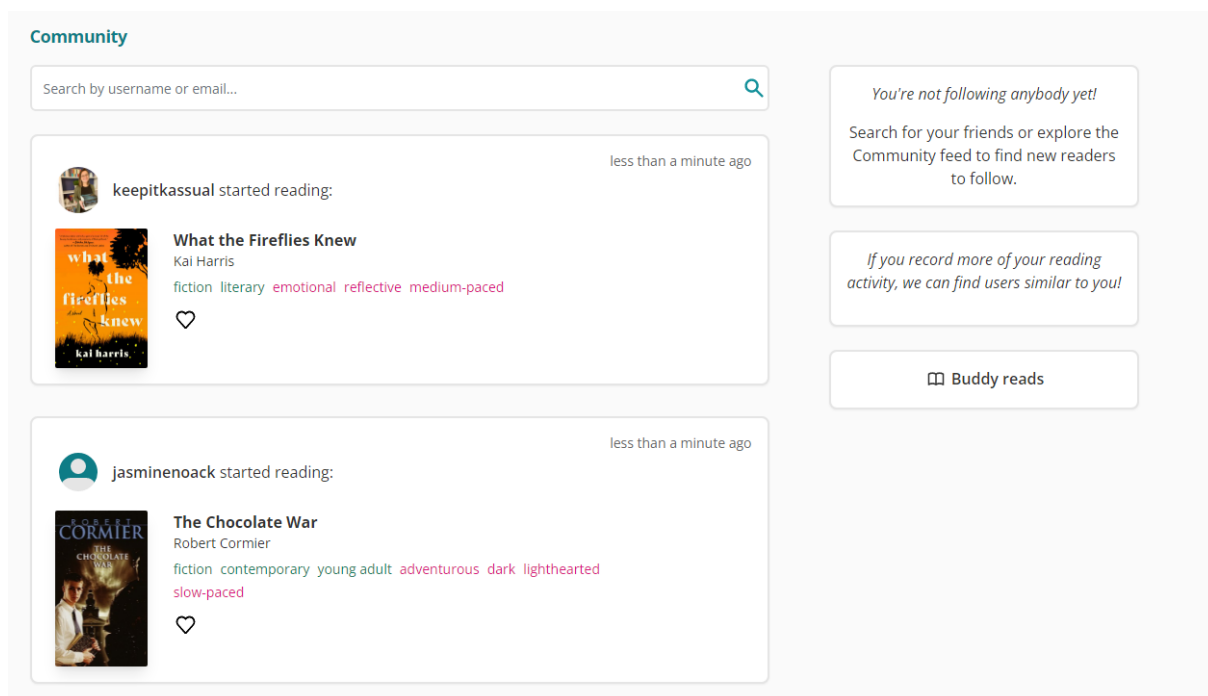 Community
Search by username or email...
less than a minute ago
keepitkassual started reading:
what
the
fireflies
knew
kai harris
What the Fireflies Knew
Kai Harris
fiction literary emotional reflective medium-paced
less than a minute ago
jasminenoack started reading:
ROBERT
CORMIER
THE
CHOCOLATE
WAR
The Chocolate War
Robert Cormier
fiction contemporary young adult adventurous dark lighthearted
slow-paced
You're not following anybody yet!
Search for your friends or explore the
Community feed to find new readers
to follow.
If you record more of your reading
activity, we can find users similar to you!
Buddy reads